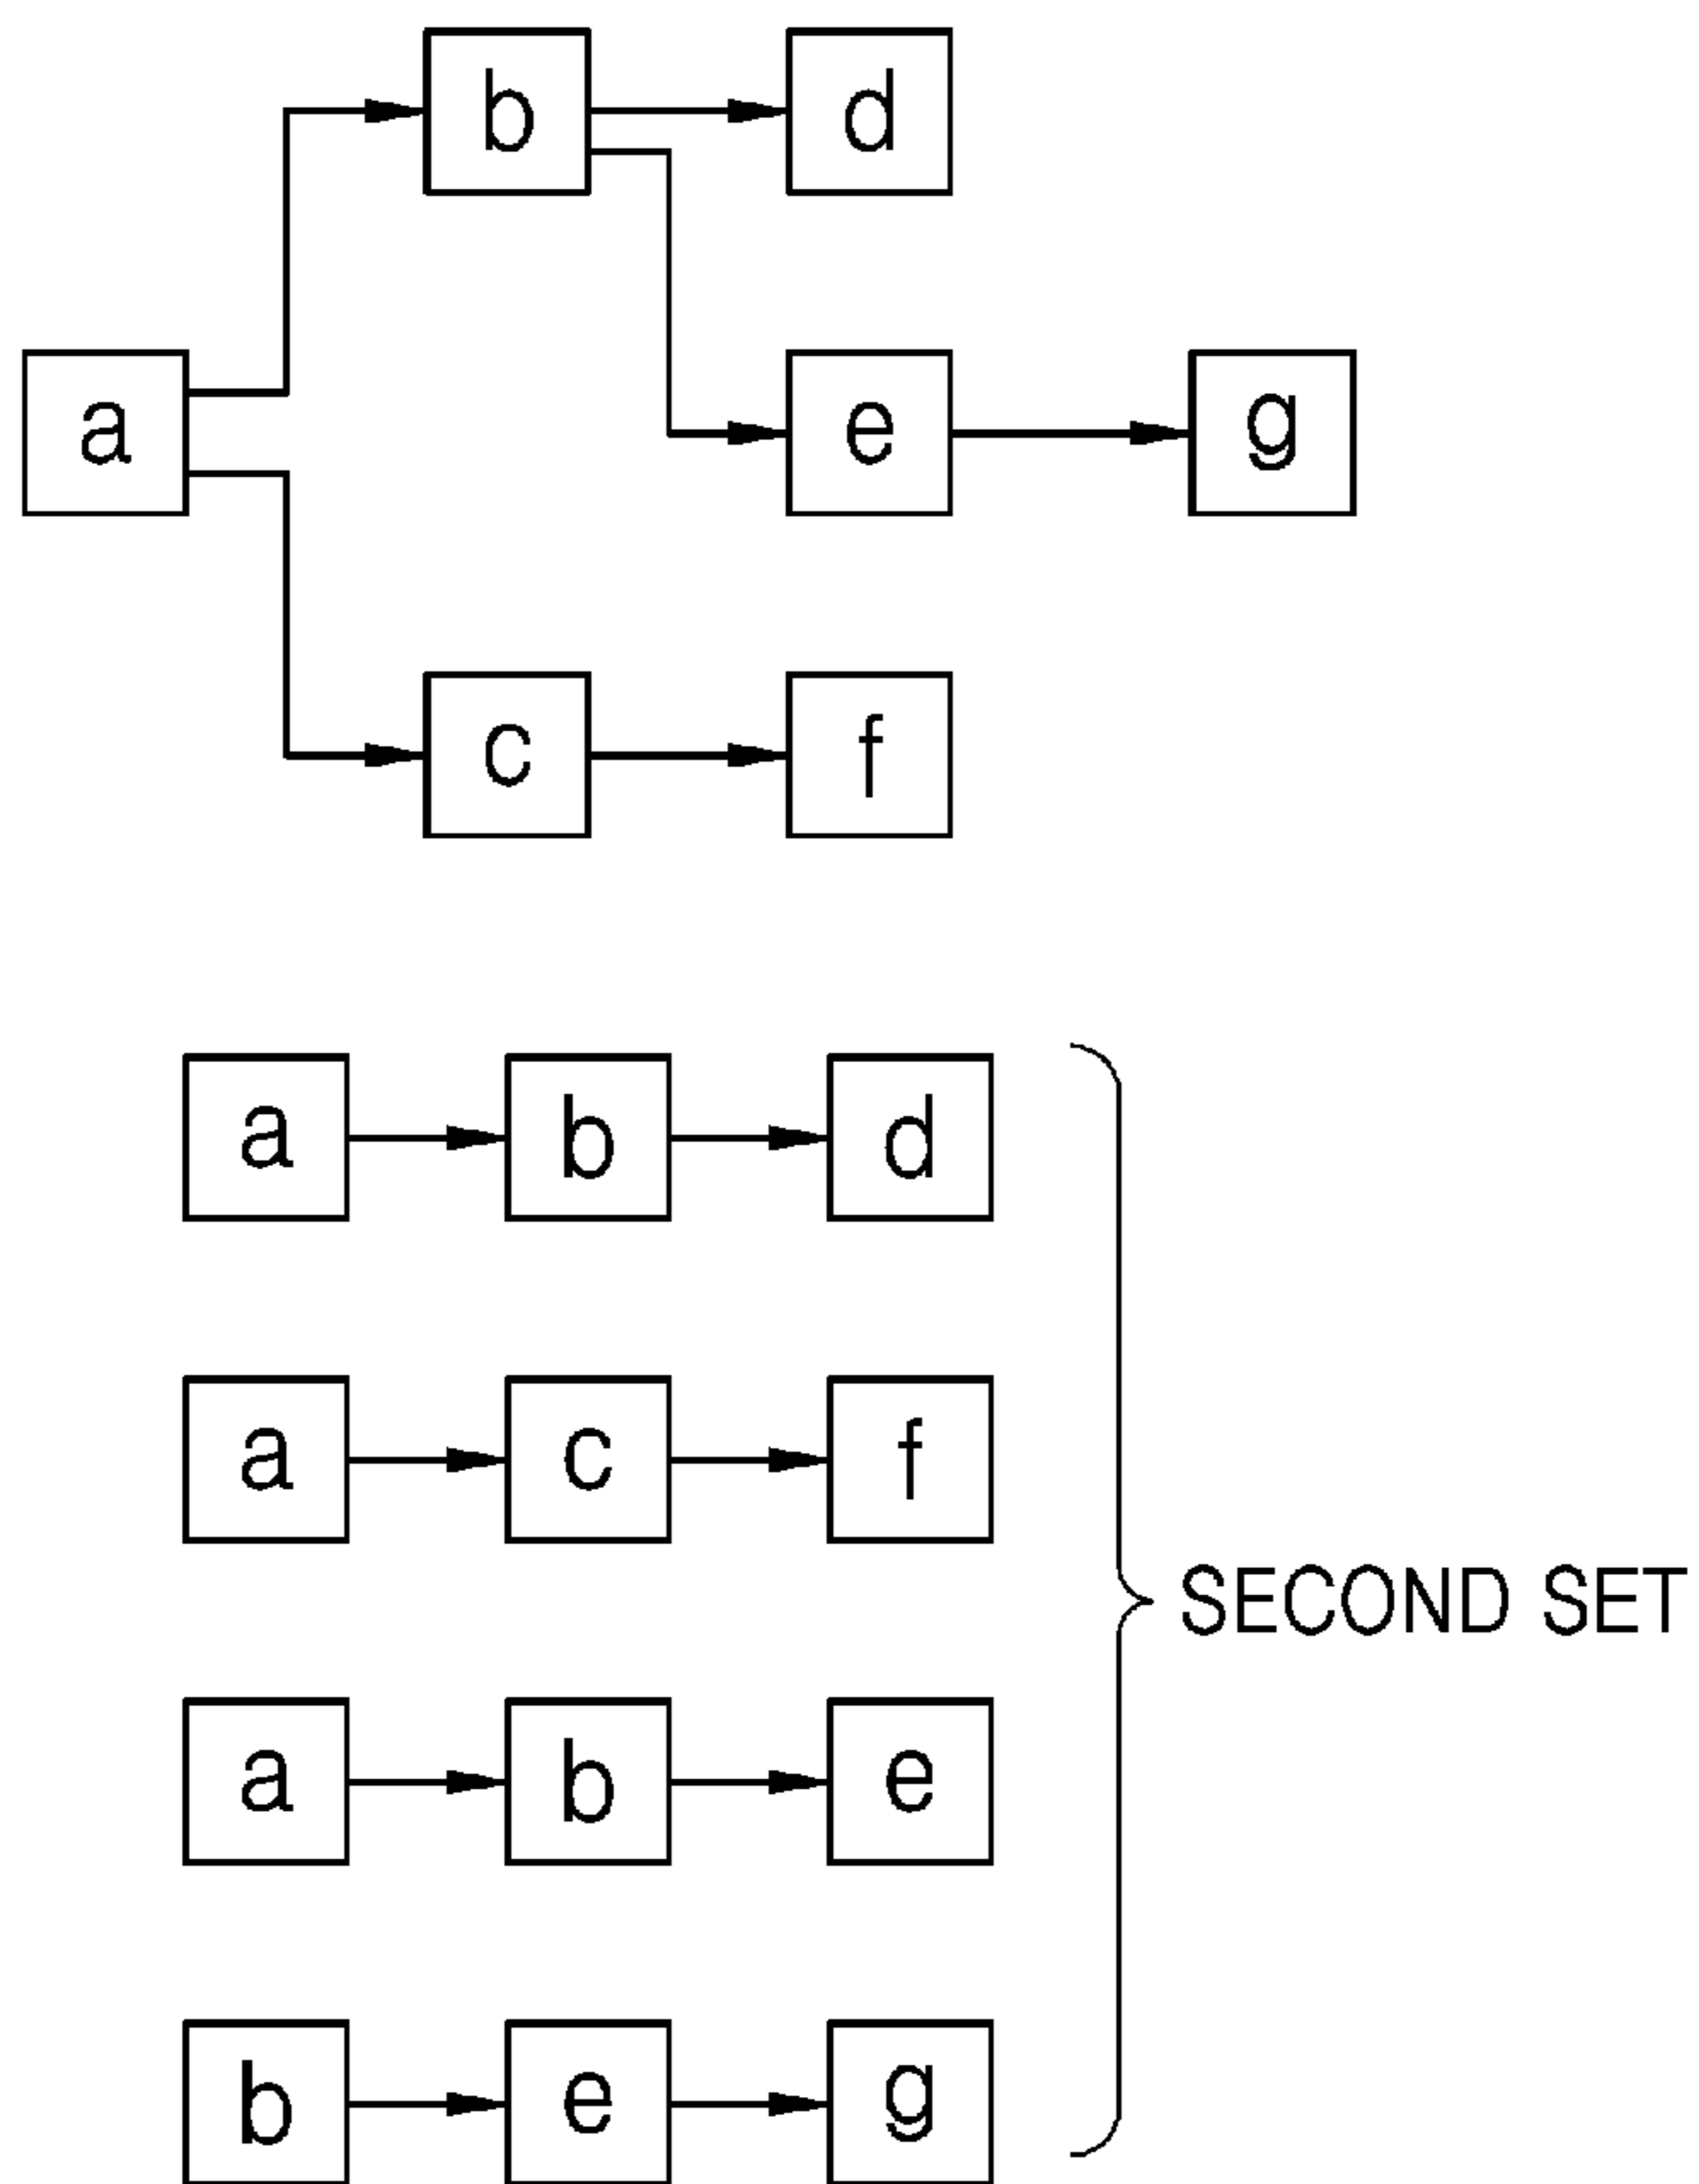 b d
a e g
c f
a b d
a c f
SECOND SET
a b e
b e g